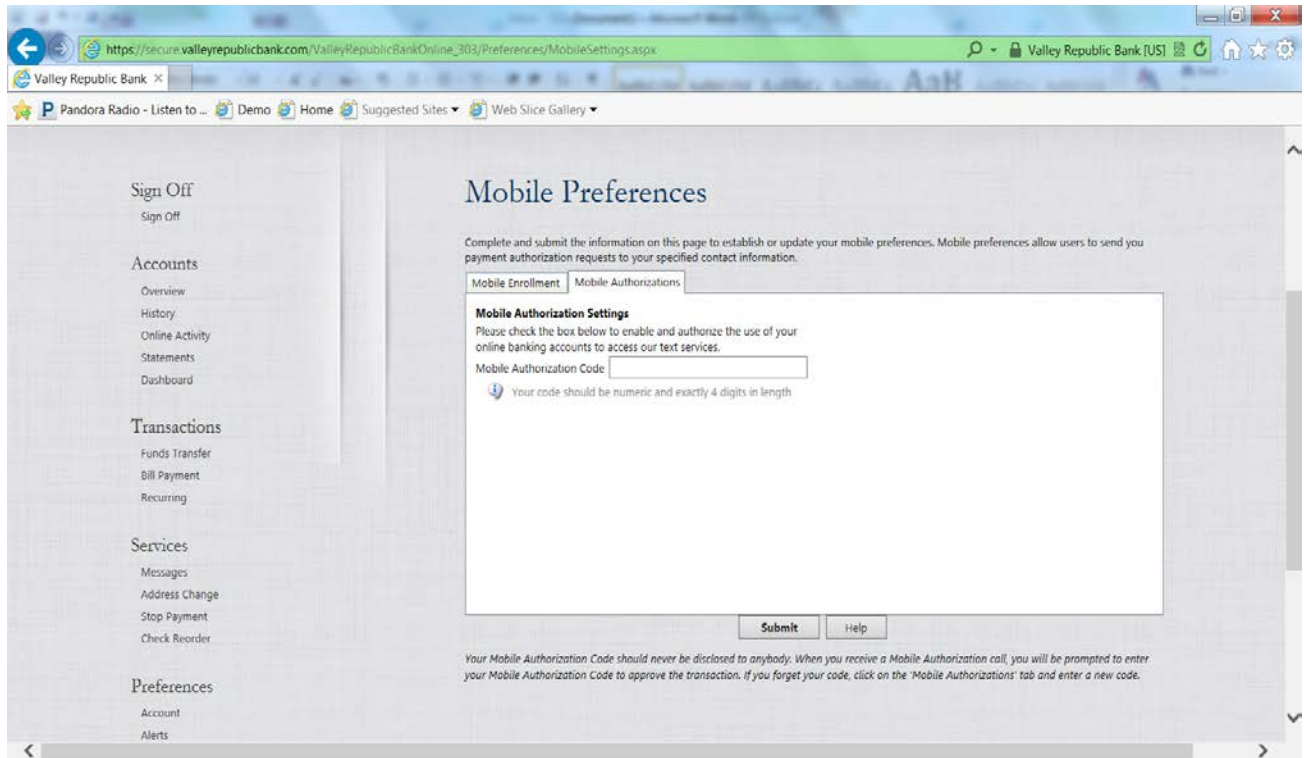 https://secure.valleyrepublicbank.com/ValleyRepublicBankOnline_303/Preferences/MobileSettings.aspx
Valley Republic Bank [US]
Valley Republic Bank ×
Pandora Radio - Listen to ... Demo Home Suggested Sites ▾ Web Slice Gallery ▾
Sign Off
Sign Off
Accounts
Overview
History
Online Activity
Statements
Dashboard
Transactions
Funds Transfer
Bill Payment
Recurring
Services
Messages
Address Change
Stop Payment
Check Reorder
Preferences
Account
Alerts
Mobile Preferences
Complete and submit the information on this page to establish or update your mobile preferences. Mobile preferences allow users to send you
payment authorization requests to your specified contact information.
Mobile Enrollment Mobile Authorizations
Mobile Authorization Settings
Please check the box below to enable and authorize the use of your
online banking accounts to access our text services.
Mobile Authorization Code
Your code should be numeric and exactly 4 digits in length
Submit Help
Your Mobile Authorization Code should never be disclosed to anybody. When you receive a Mobile Authorization call, you will be prompted to enter
your Mobile Authorization Code to approve the transaction. If you forget your code, click on the 'Mobile Authorizations' tab and enter a new code.